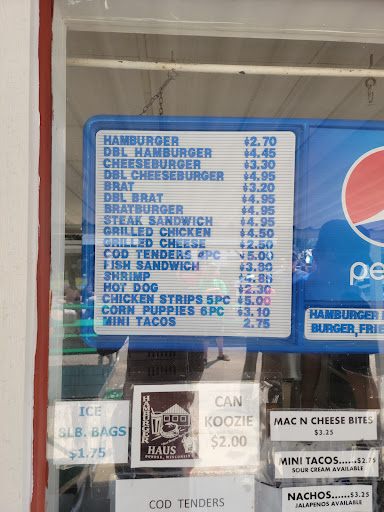 HAMBURGER $2.70
DBL HAMBURGER $4.45
CHEESEBURGER $3.30
DBL CHEESEBURGER $4.95
BRAT $3.20
DBL BRAT $4.95
BRATBURGER $4.95
STEAK SANDWICH $4.95
GRILLED CHICKEN $4.50
GRILLED CHEESE $2.50
COD TENDERS 4PC $5.00
FISH SANDWICH
SHRIMP
HOT DOG
CHICKEN STRIPS 5PC $5.00
CORN PUPPIES 6PC $3.10
MINI TACOS 2.75
pe
HAMBURGER
BURGER, FRI
ICE
8LB. BAGS
$1.75
HAMBURGER
HAUS
CAN
KOOZIE
$2.00
MAC N CHEESE BITES
$3.25
MINI TACOS
SOUR CREAM AVAILABLE
NACHOS......$3.25
JALAPENOS AVAILABLE
COD TENDERS